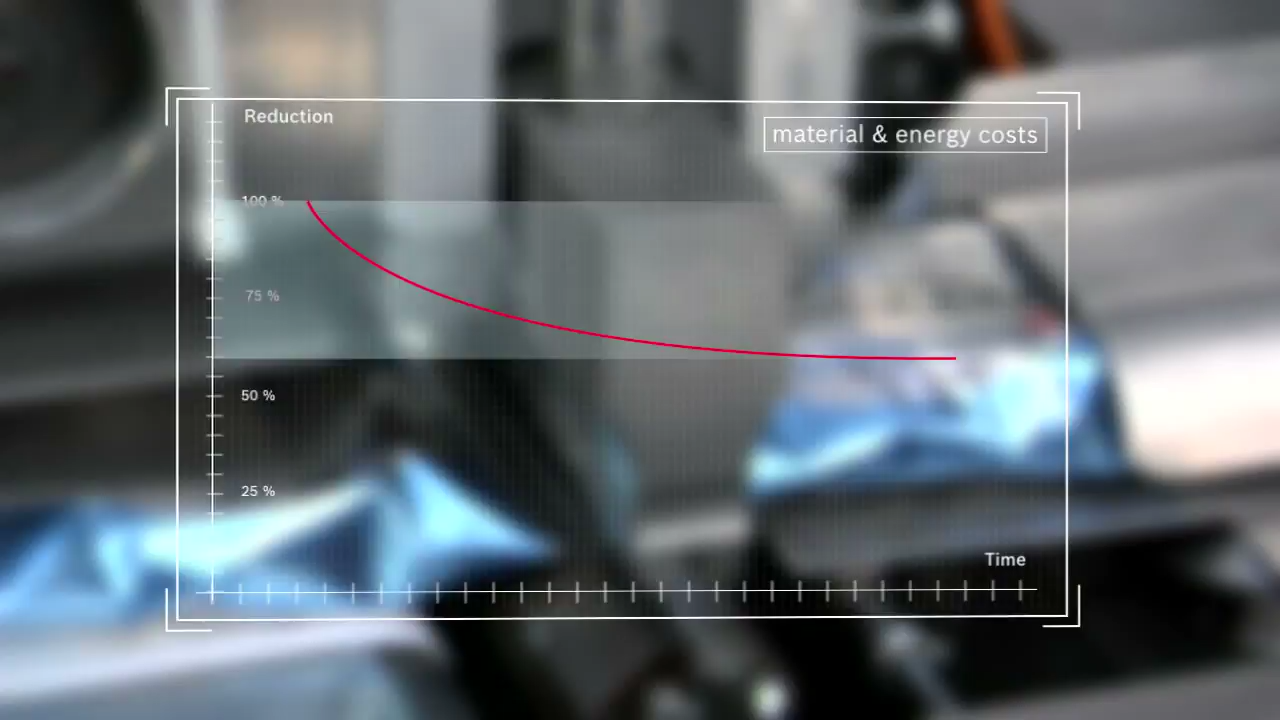 Reduction
material & energy costs
100 %
75 %
50 %
25 %
Time